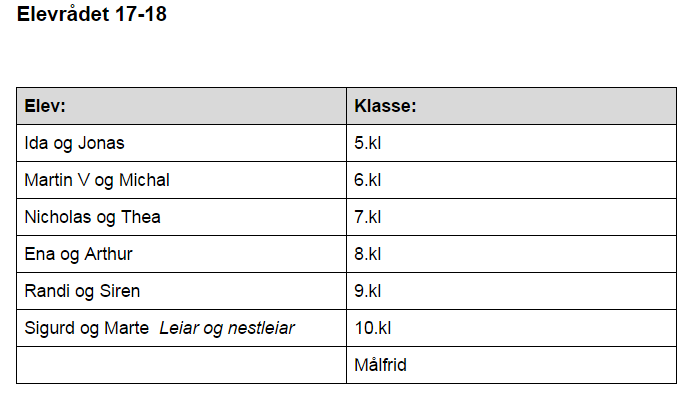 Elevrådet 17-18
Elev: Klasse:
Ida og Jonas 5.kl
Martin V og Michal 6.kl
Nicholas og Thea 7.kl
Ena og Arthur 8.kl
Randi og Siren 9.kl
Sigurd og Marte Leiar og nestleiar 10.kl
Målfrid